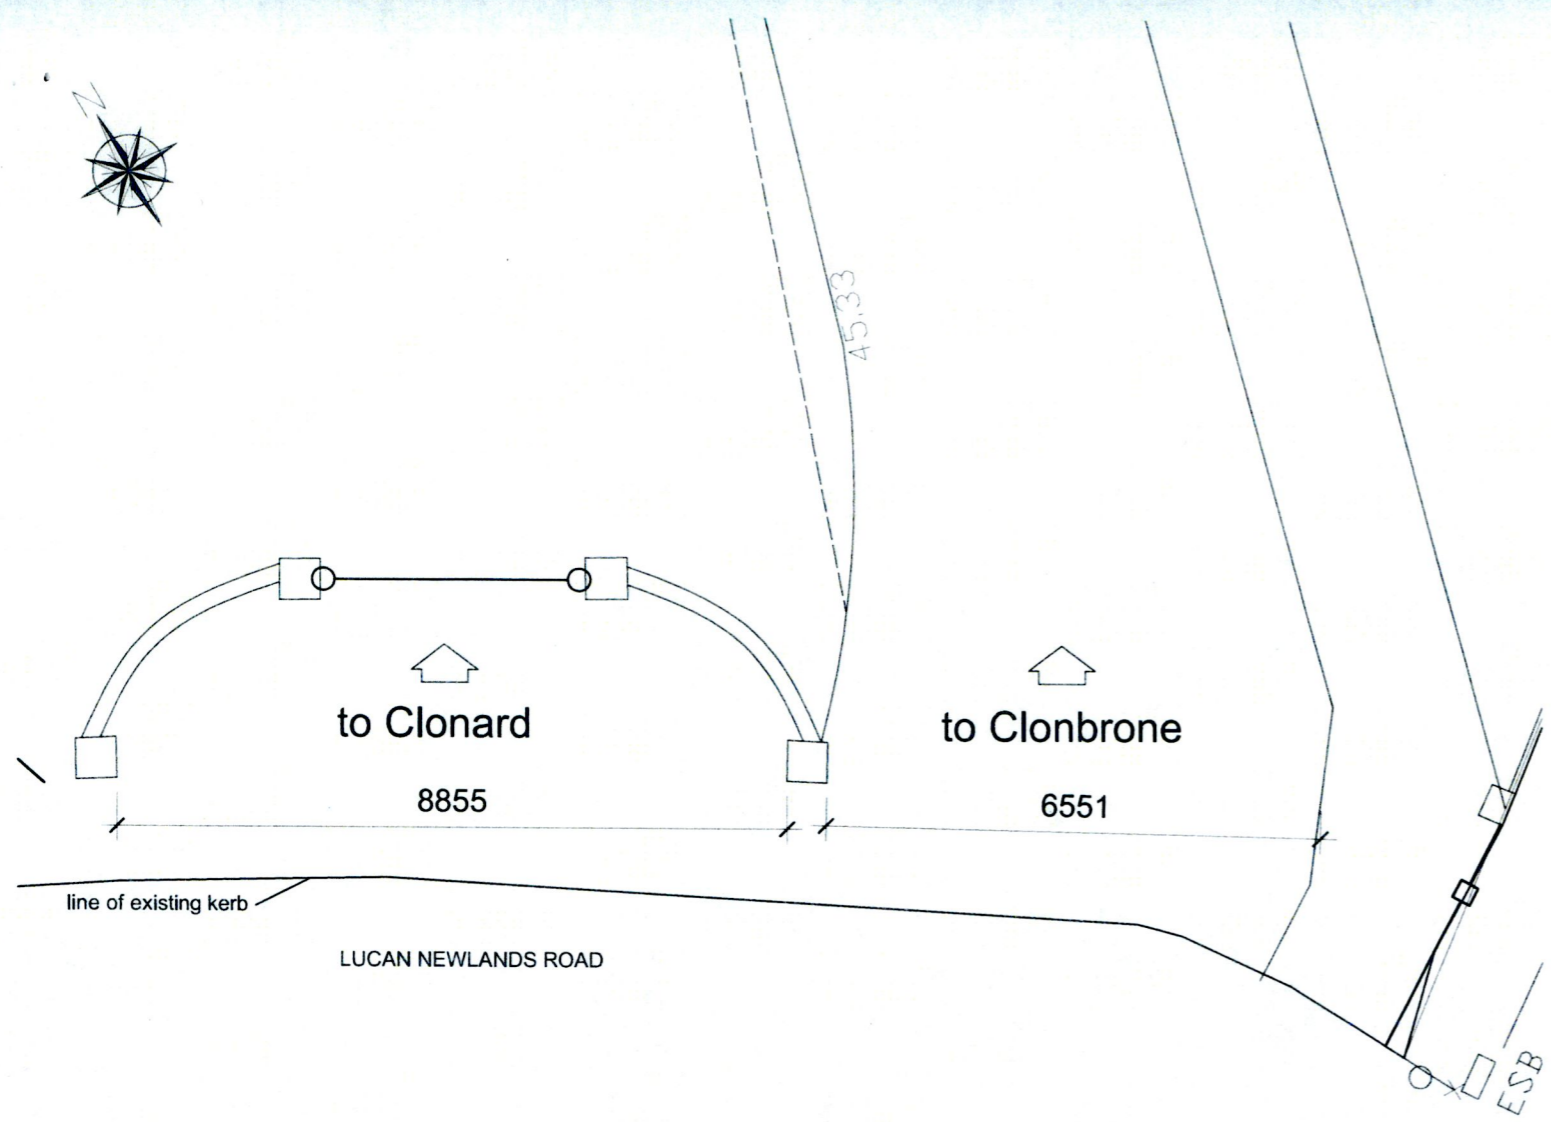 N
45.33
to Clonard
to Clonbrone
8855
6551
line of existing kerb
LUCAN NEWLANDS ROAD
ESB